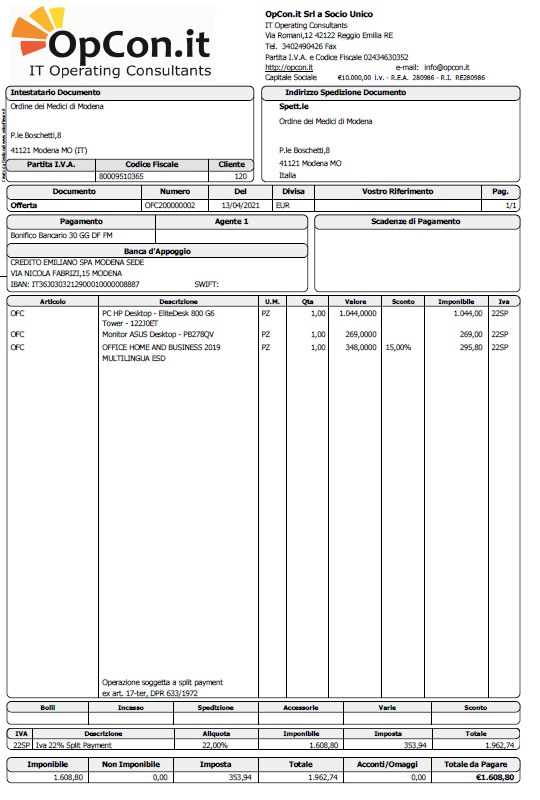 OpCon.it
IT Operating Consultants
OpCon.it Srl a Socio Unico
IT Operating Consultants
Via Romani,12 42122 Reggio Emilia RE
Tel. 3402490426 Fax
Partita I.V.A. e Codice Fiscale 02434630352
http://opcon.it e-mail: info@opcon.it
Capitale Sociale €10.000,00 i.v. - R.E.A. 280986 - R.I. RE280986
Intestatario Documento
Ordine dei Medici di Modena
P.le Boschetti,8
41121 Modena MO (IT)
Partita I.V.A. Codice Fiscale Cliente
80009510365 120
Indirizzo Spedizione Documento
Spett.le
Ordine dei Medici di Modena
P.le Boschetti,8
41121 Modena MO
Italia
Documento Numero Del Divisa Vostro Riferimento Pag.
Offerta OFC200000002 13/04/2021 EUR 1/1
Pagamento Agente 1 Scadenze di Pagamento
Bonifico Bancario 30 GG DF FM
Banca d'Appoggio
CREDITO EMILIANO SPA MODENA SEDE
VIA NICOLA FABRIZI,15 MODENA
IBAN: IT36J0303212900010000008887 SWIFT:
Articolo Descrizione U.M. Qta Valore Sconto Imponibile Iva
OFC PC HP Desktop - EliteDesk 800 G6 PZ 1,00 1.044,0000 1.044,00 22SP
Tower - 122J0ET
OFC Monitor ASUS Desktop - PB278QV PZ 1,00 269,0000 269,00 22SP
OFC OFFICE HOME AND BUSINESS 2019 PZ 1,00 348,0000 15,00% 295,80 22SP
MULTILINGUA ESD
Operazione soggetta a split payment
ex art. 17-ter, DPR 633/1972
Bolli Incasso Spedizione Accessorie Varie Sconto
IVA Descrizione Aliquota Imponibile Imposta Totale
22SP Iva 22% Split Payment 22,00% 1.608,80 353,94 1.962,74
Imponibile Non Imponibile Imposta Totale Acconti/Omaggi Totale da Pagare
1.608,80 0,00 353,94 1.962,74 0,00 €1.608,80